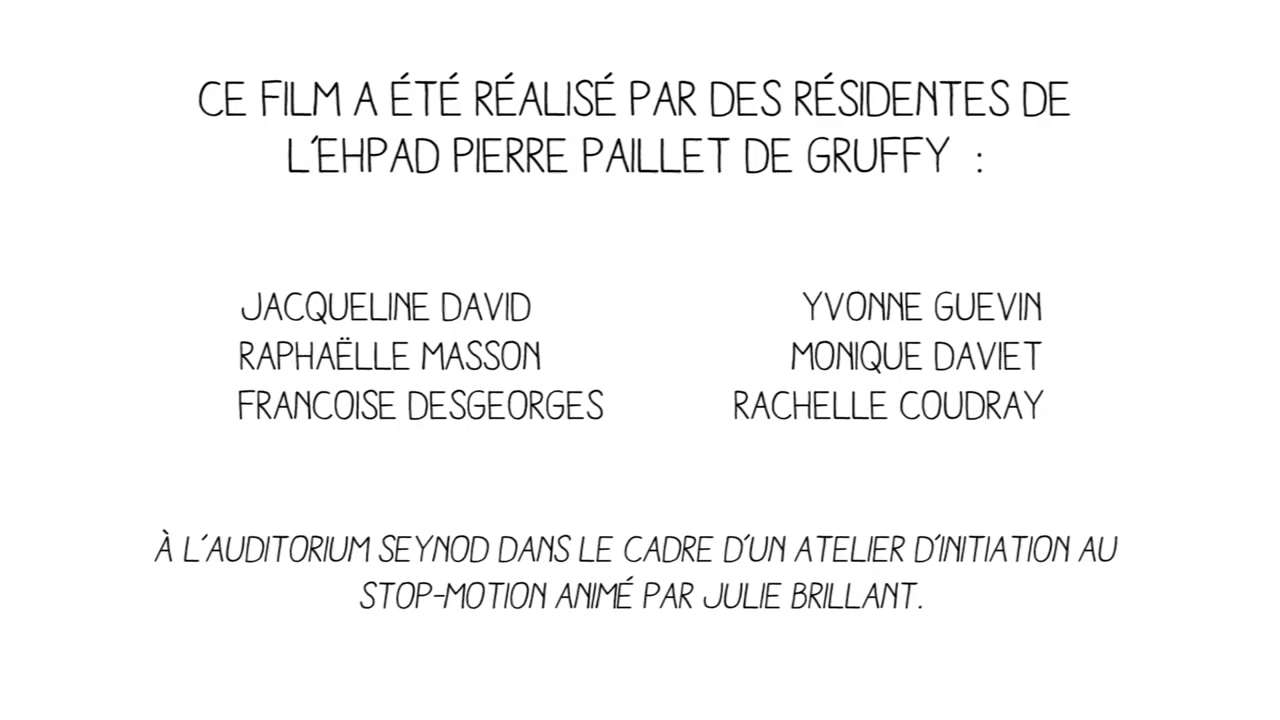 CE FILM A ÉTÉ RÉALISÉ PAR DES RÉSIDENTES DE
L'EHPAD PIERRE PAILLET DE GRUFFY :
JACQUELINE DAVID
RAPHAËLLE MASSON
FRANCOISE DESGEORGES
YVONNE GUEVIN
MONIQUE DAVIET
RACHELLE COUDRAY
À L'AUDITORIUM SEYNOD DANS LE CADRE D'UN ATELIER D'INITIATION AU
STOP-MOTION ANIMÉ PAR JULIE BRILLANT.